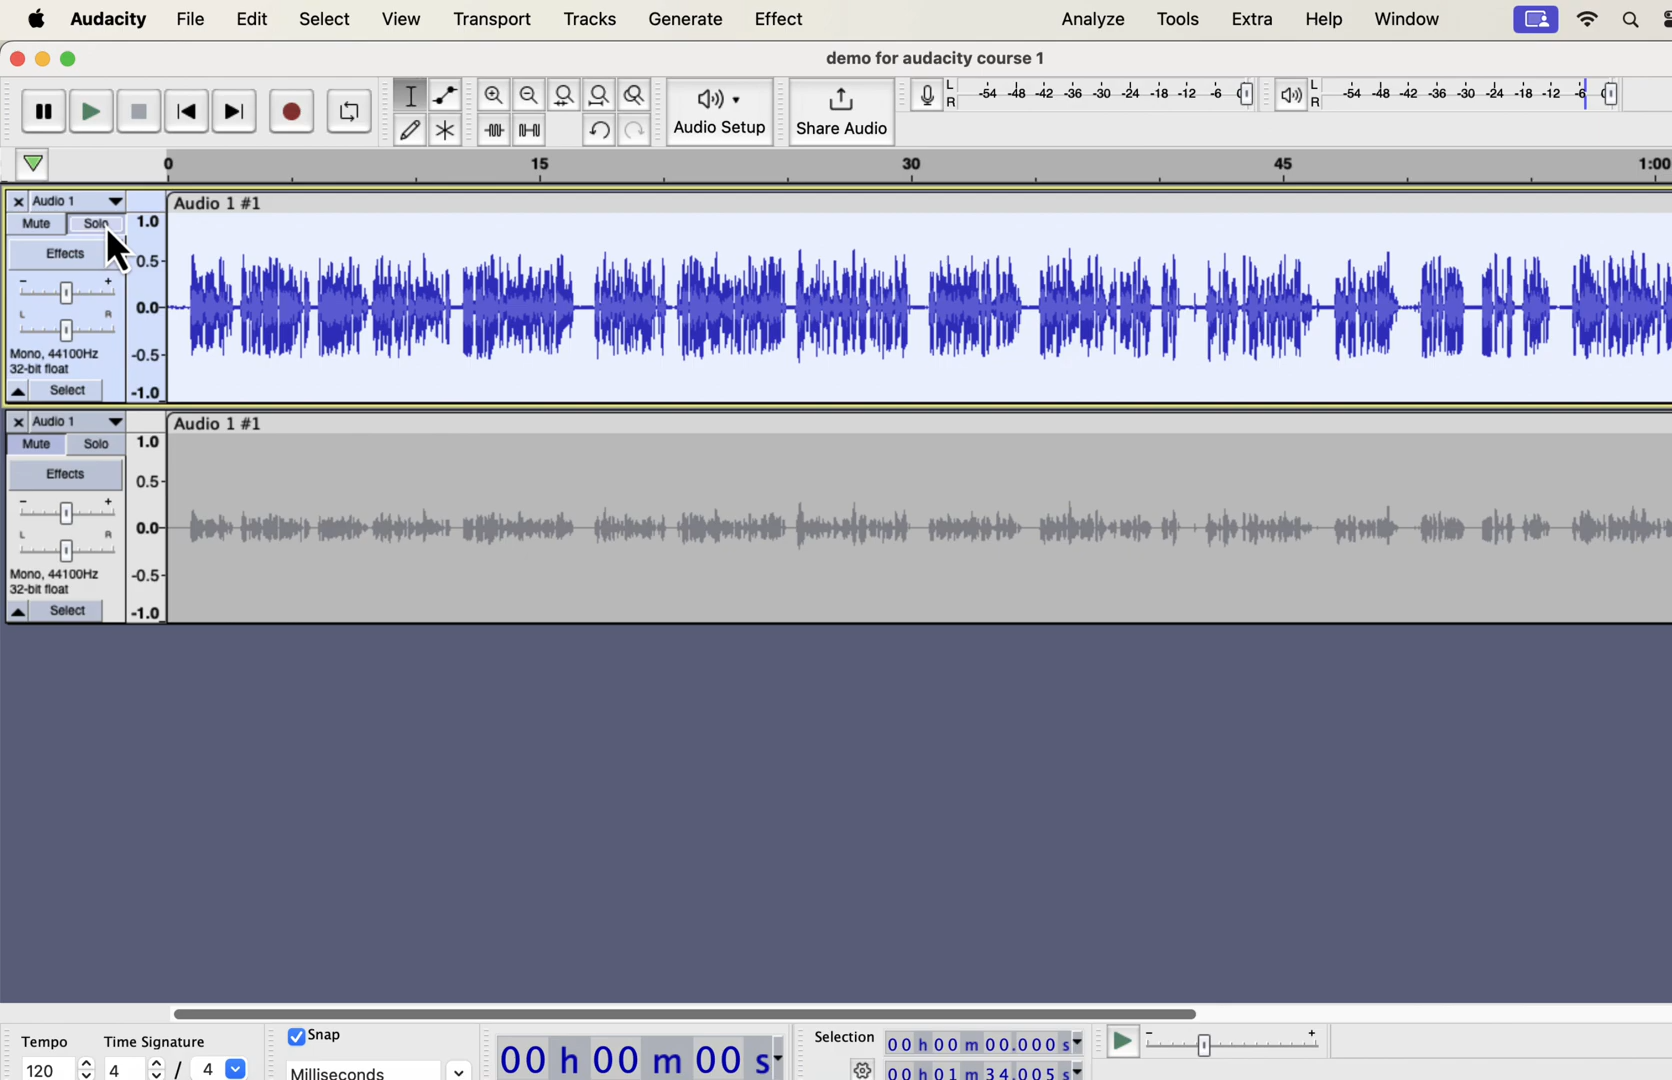 Audacity File Edit Select View Transport Tracks Generate Effect Analyze Tools Extra Help Window
demo for audacity course 1
Audio Setup
Share Audio
L
R
-54 -48 -42 -36 -30 -24 -18 -12 -6 0
L
R
-54 -48 -42 -36 -30 -24 -18 -12 -6 0
0 15 30 45 1:00
Audio 1
Audio 1 #1
Mute Solo
Effects
- +
L R
Mono, 44100Hz
32-bit float
Select
1.0
0.5
0.0
-0.5
-1.0
Audio 1
Audio 1 #1
Mute Solo
Effects
- +
L R
Mono, 44100Hz
32-bit float
Select
1.0
0.5
0.0
-0.5
-1.0
Tempo
120
Time Signature
4 / 4
Snap
Milliseconds
00 h 00 m 00 s
Selection
00 h 00 m 00.000 s
00 h 01 m 34.005 s
- +